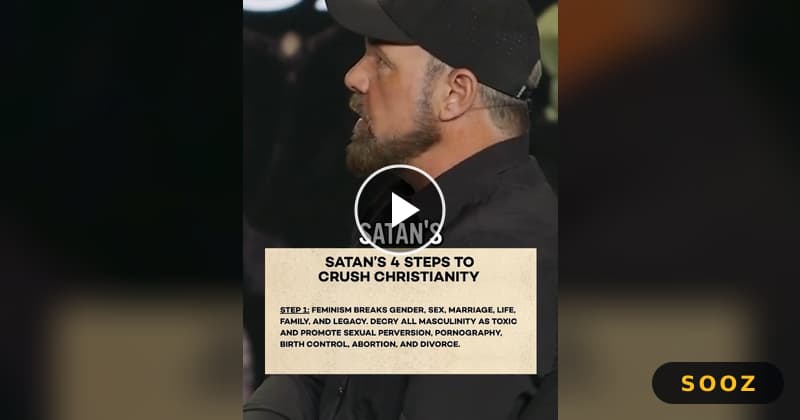 SATAN'S
SATAN'S 4 STEPS TO
CRUSH CHRISTIANITY
STEP 1: FEMINISM BREAKS GENDER, SEX, MARRIAGE, LIFE,
FAMILY, AND LEGACY. DECRY ALL MASCULINITY AS TOXIC
AND PROMOTE SEXUAL PERVERSION, PORNOGRAPHY,
BIRTH CONTROL, ABORTION, AND DIVORCE.
SOOZ